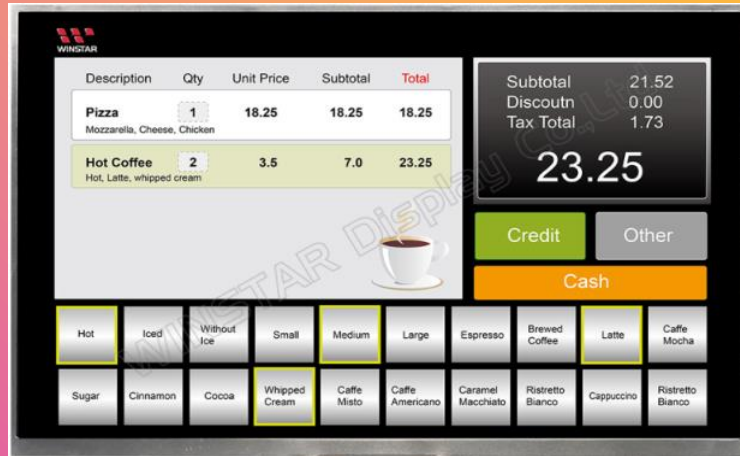 WINSTAR
Description Qty Unit Price Subtotal Total
Pizza 1 18.25 18.25 18.25
Mozzarella, Cheese, Chicken
Hot Coffee 2 3.5 7.0 23.25
Hot, Latte, whipped cream
Subtotal 21.52
Discoutn 0.00
Tax Total 1.73
23.25
Credit Other
Cash
Hot Iced Without Ice Small Medium Large Espresso Brewed Coffee Latte Caffe Mocha
Sugar Cinnamon Cocoa Whipped Cream Caffe Misto Caffe Americano Caramel Macchiato Ristretto Bianco Cappuccino Ristretto Bianco
WINSTAR Display Co., Ltd.